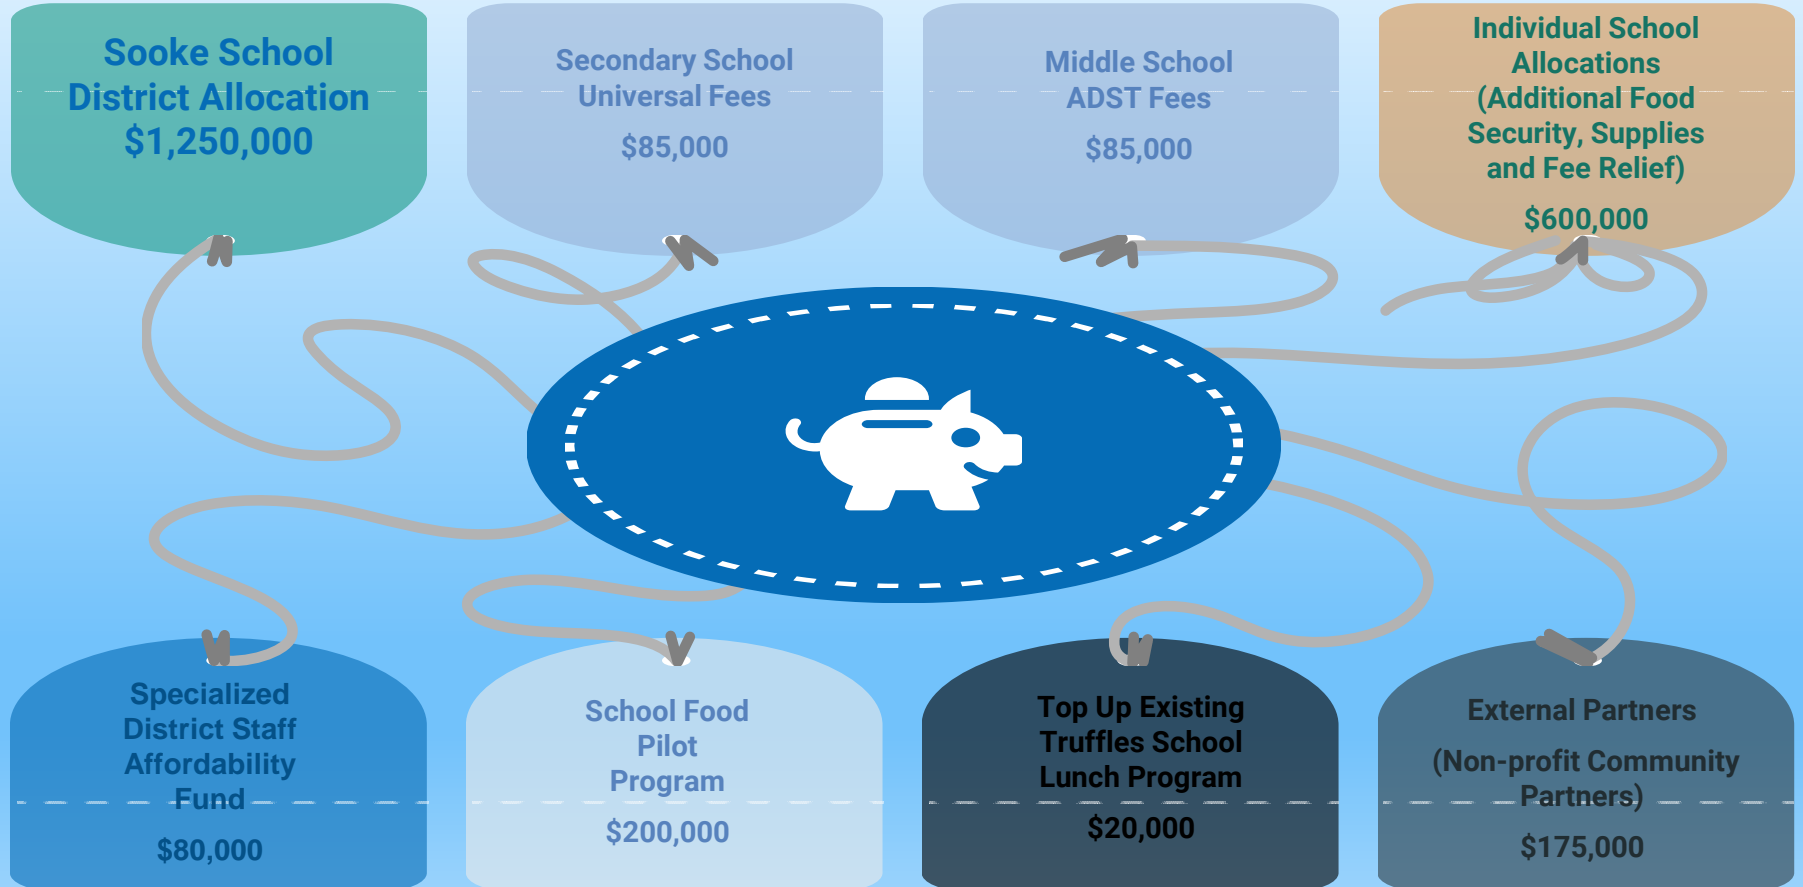 Sooke School
District Allocation
$1,250,000
Secondary School
Universal Fees
$85,000
Middle School
ADST Fees
$85,000
Individual School
Allocations
(Additional Food
Security, Supplies
and Fee Relief)
$600,000
Specialized
District Staff
Affordability
Fund
$80,000
School Food
Pilot
Program
$200,000
Top Up Existing
Truffles School
Lunch Program
$20,000
External Partners
(Non-profit Community
Partners)
$175,000